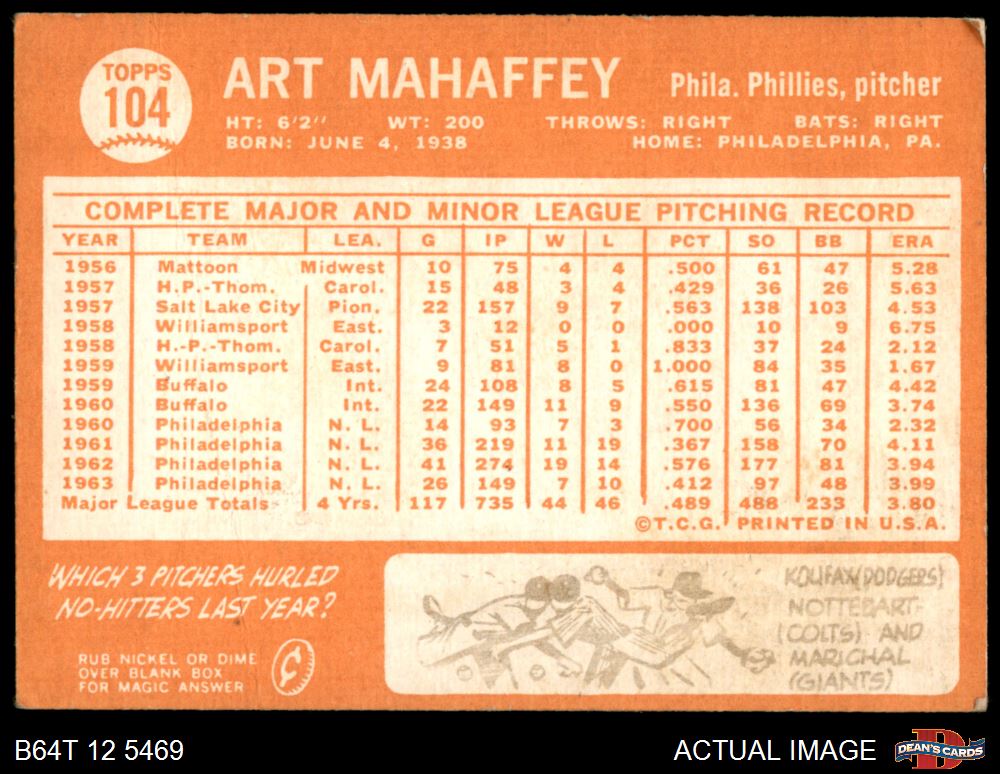 TOPPS
104
ART MAHAFFEY
Phila. Phillies, pitcher
HT: 6'2" WT: 200 THROWS: RIGHT BATS: RIGHT
BORN: JUNE 4, 1938 HOME: PHILADELPHIA, PA.
COMPLETE MAJOR AND MINOR LEAGUE PITCHING RECORD
YEAR TEAM LEA. G IP W L PCT SO BB ERA
1956 Mattoon Midwest 10 75 4 4 .500 61 47 5.28
1957 H.P.-Thom. Carol. 15 48 3 4 .429 36 26 5.63
1957 Salt Lake City Pion. 22 157 9 7 .563 138 103 4.53
1958 Williamsport East. 3 12 0 0 .000 10 9 6.75
1958 H.-P.-Thom. Carol. 7 51 5 1 .833 37 24 2.12
1959 Williamsport East. 9 81 8 0 1.000 84 35 1.67
1959 Buffalo Int. 24 108 8 5 .615 81 47 4.42
1960 Buffalo Int. 22 149 11 9 .550 136 69 3.74
1960 Philadelphia N. L. 14 93 7 3 .700 56 34 2.32
1961 Philadelphia N. L. 36 219 11 19 .367 158 70 4.11
1962 Philadelphia N. L. 41 274 19 14 .576 177 81 3.94
1963 Philadelphia N. L. 26 149 7 10 .412 97 48 3.99
Major League Totals 4 Yrs. 117 735 44 46 .489 488 233 3.80
©T.C.G. PRINTED IN U.S.A.
WHICH 3 PITCHERS HURLED
NO-HITTERS LAST YEAR?
RUB NICKEL OR DIME
OVER BLANK BOX
FOR MAGIC ANSWER
¢
KOUFAX (DODGERS)
NOTTEBART
(COLTS) AND
MARICHAL
(GIANTS)
B64T 12 5469
ACTUAL IMAGE
DEAN'S CARDS